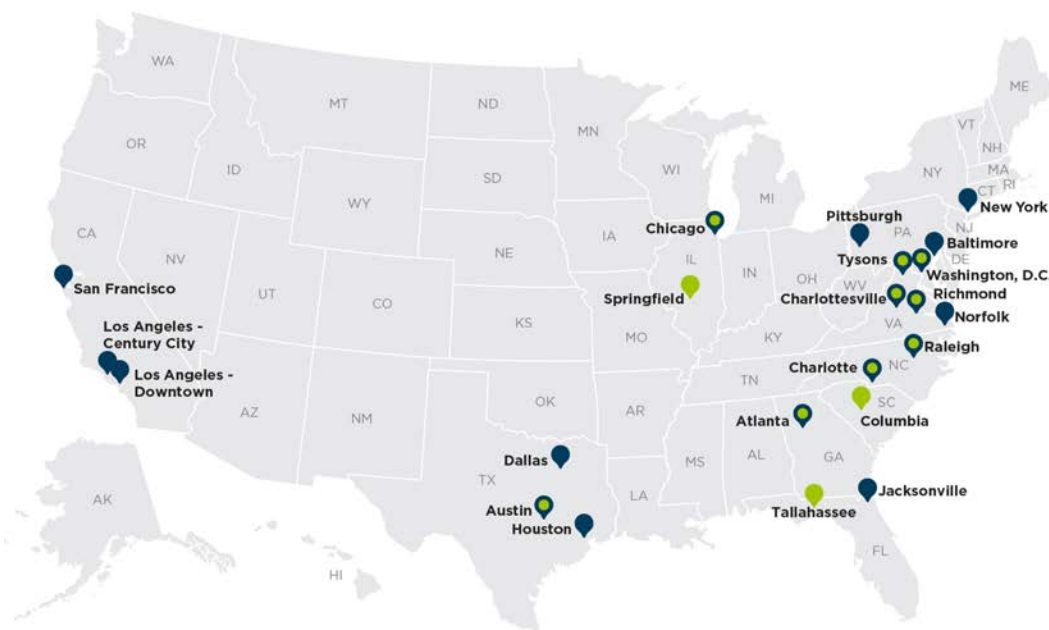 WA
MT
ND
MN
ME
VT
NH
OR
ID
SD
WI
MI
NY
MA
CT
RI
WY
New York
Pittsburgh
PA
NJ
CA
NV
NE
IA
Chicago
Baltimore
Tysons
DE
Washington, D.C.
IL
IN
OH
San Francisco
UT
CO
Springfield
Charlottesville
WV
Richmond
Norfolk
KS
MO
KY
VA
Los Angeles -
Century City
Raleigh
Los Angeles -
Downtown
Charlotte
NC
TN
AZ
NM
OK
AR
Atlanta
SC
Columbia
Dallas
TX
MS
AL
GA
Jacksonville
AK
Austin
LA
Tallahassee
Houston
FL
HI